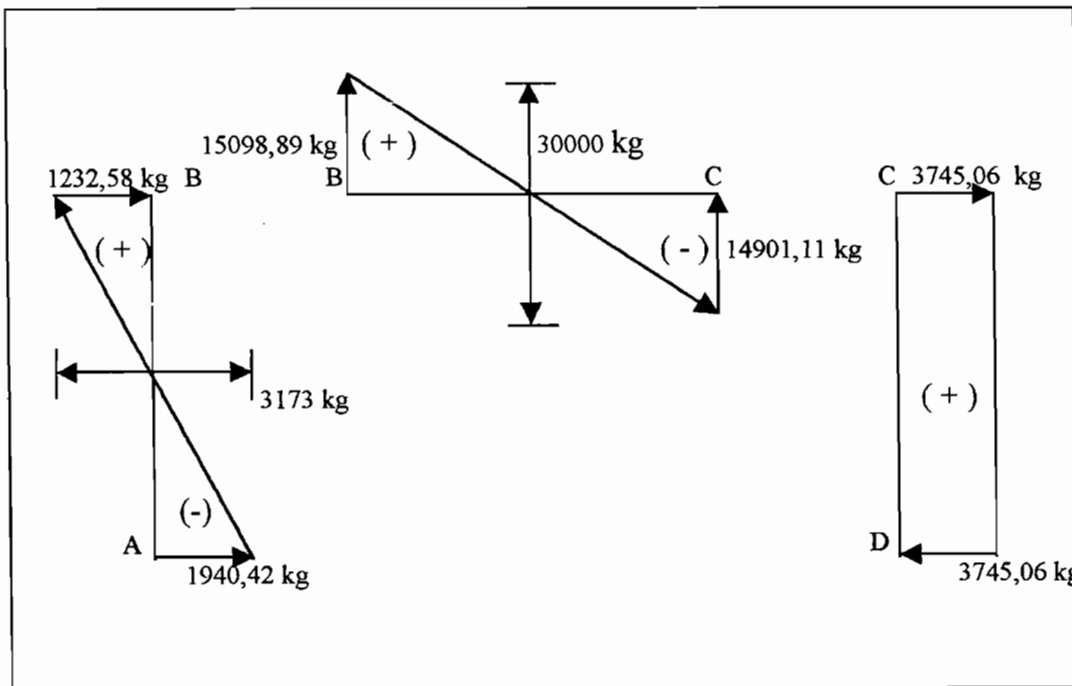 15098,89 kg
( + )
30000 kg
1232,58 kg B
B
C
C 3745,06 kg
( + )
( - )
14901,11 kg
3173 kg
( + )
(-)
A
1940,42 kg
D
3745,06 kg